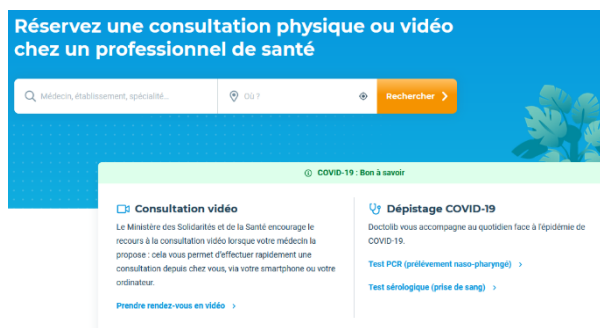 Réservez une consultation physique ou vidéo
chez un professionnel de santé
Médecin, établissement, spécialité...
Où ?
Rechercher
COVID-19 : Bon à savoir
Consultation vidéo
Le Ministère des Solidarités et de la Santé encourage le
recours à la consultation vidéo lorsque votre médecin la
propose : cela vous permet d'effectuer rapidement une
consultation depuis chez vous, via votre smartphone ou votre
ordinateur.
Prendre rendez-vous en vidéo
Dépistage COVID-19
Doctolib vous accompagne au quotidien face à l'épidémie de
COVID-19.
Test PCR (prélèvement naso-pharyngé)
Test sérologique (prise de sang)